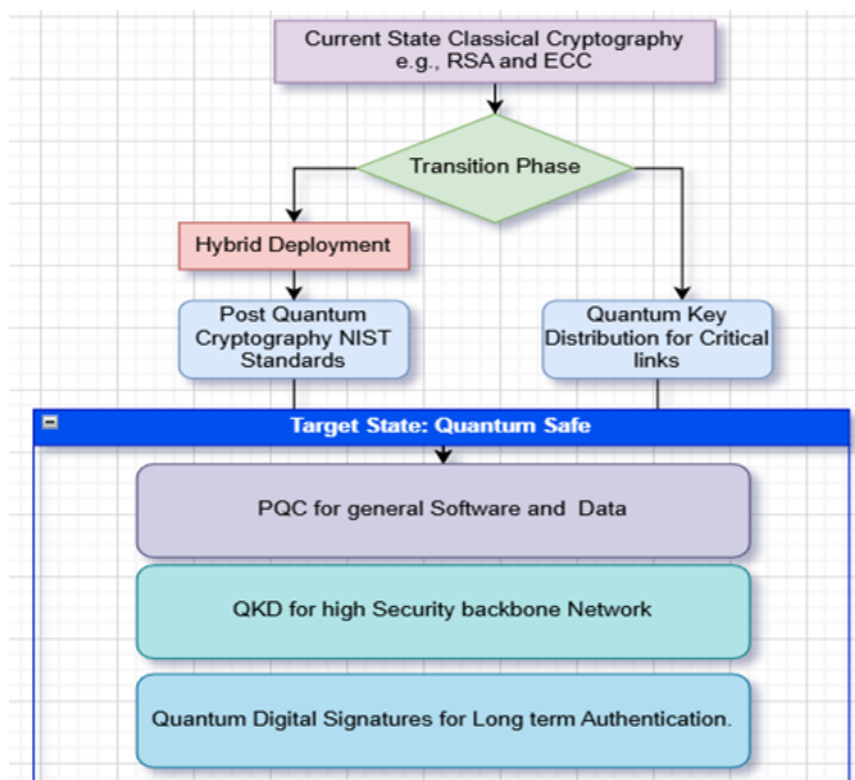 Current State Classical Cryptography
e.g., RSA and ECC
Transition Phase
Hybrid Deployment
Post Quantum
Cryptography NIST
Standards
Quantum Key
Distribution for Critical
links
Target State: Quantum Safe
PQC for general Software and Data
QKD for high Security backbone Network
Quantum Digital Signatures for Long term Authentication.